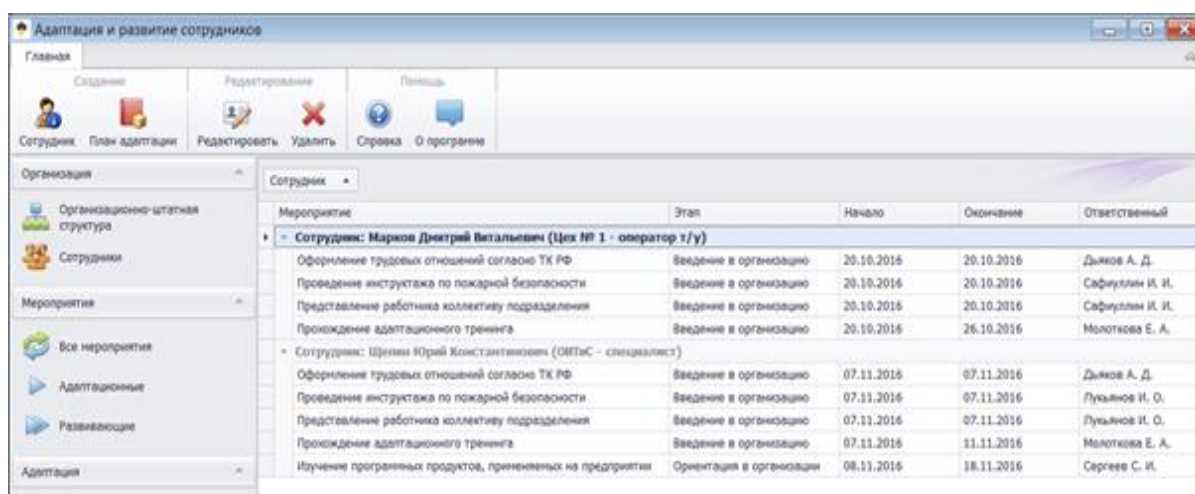 Адаптация и развитие сотрудников
Главная
Создание Редактирование Помощь
Сотрудник План адаптации Редактировать Удалить Справка О программе
Организация
Организационно-штатная
структура
Сотрудники
Мероприятия
Все мероприятия
Адаптационные
Развивающие
Адаптация
Сотрудник
Мероприятие Этап Начало Окончание Ответственный
Сотрудник: Марков Дмитрий Витальевич (Цех № 1 - оператор т/у)
Оформление трудовых отношений согласно ТК РФ Введение в организацию 20.10.2016 20.10.2016 Дьяков А. Д.
Проведение инструктажа по пожарной безопасности Введение в организацию 20.10.2016 20.10.2016 Сафиуллин И. И.
Представление работника коллективу подразделения Введение в организацию 20.10.2016 20.10.2016 Сафиуллин И. И.
Прохождение адаптационного тренинга Введение в организацию 20.10.2016 26.10.2016 Молоткова Е. А.
Сотрудник: Щенин Юрий Константинович (ОИТиС - специалист)
Оформление трудовых отношений согласно ТК РФ Введение в организацию 07.11.2016 07.11.2016 Дьяков А. Д.
Проведение инструктажа по пожарной безопасности Введение в организацию 07.11.2016 07.11.2016 Лукьянов И. О.
Представление работника коллективу подразделения Введение в организацию 07.11.2016 07.11.2016 Лукьянов И. О.
Прохождение адаптационного тренинга Введение в организацию 07.11.2016 11.11.2016 Молоткова Е. А.
Изучение программных продуктов, применяемых на предприятии Ориентация в организации 08.11.2016 18.11.2016 Сергеев С. И.